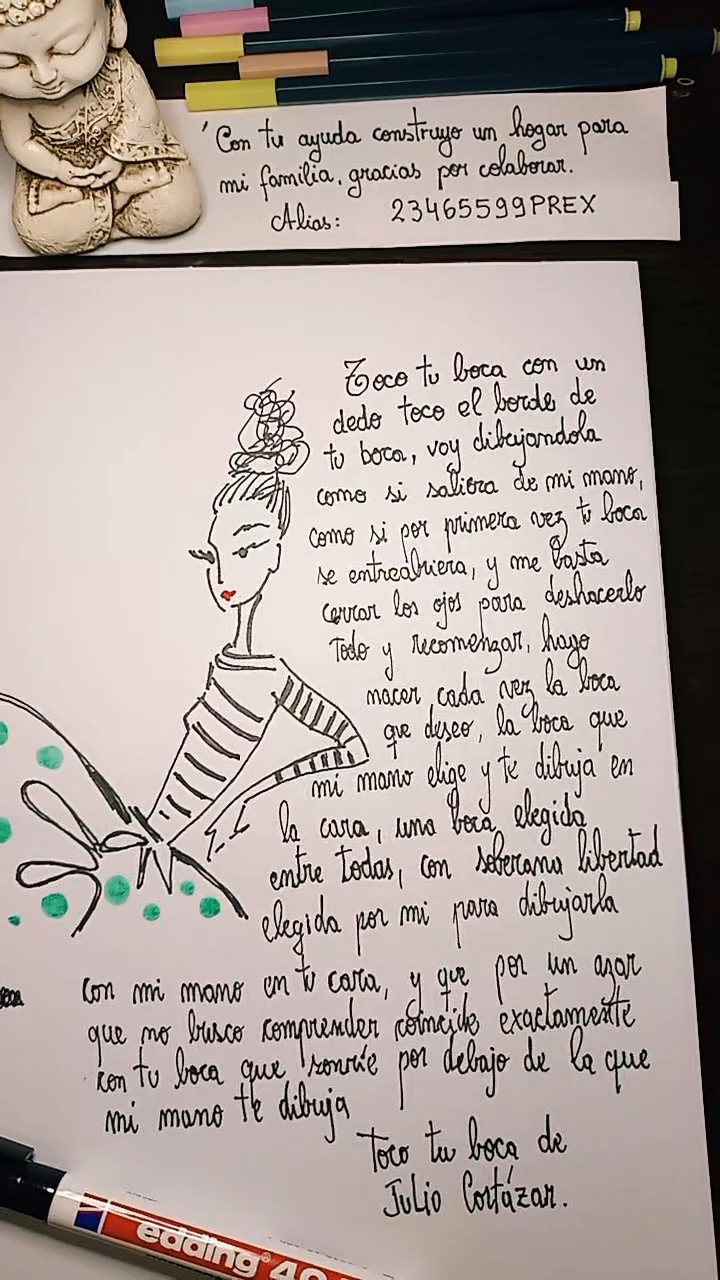 'Con tu ayuda construyo un hogar para
mi familia, gracias por colaborar.
Alias: 23465599PREX
Toco tu boca con un
dedo toco el borde de
tu boca, voy dibujandola
como si saliera de mi mano,
como si por primera vez tu boca
se entreabriera, y me basta
cerrar los ojos para deshacerlo
todo y recomenzar, hago
nacer cada vez la boca
que deseo, la boca que
mi mano elige y te dibuja en
la cara, una boca elegida
entre todas, con soberana libertad
elegida por mi para dibujarla
con mi mano en tu cara, y que por un azar
que no busco comprender coincide exactamente
con tu boca que sonríe por debajo de la que
mi mano te dibuja
Toco tu boca de
Julio Cortázar.
edding® 40